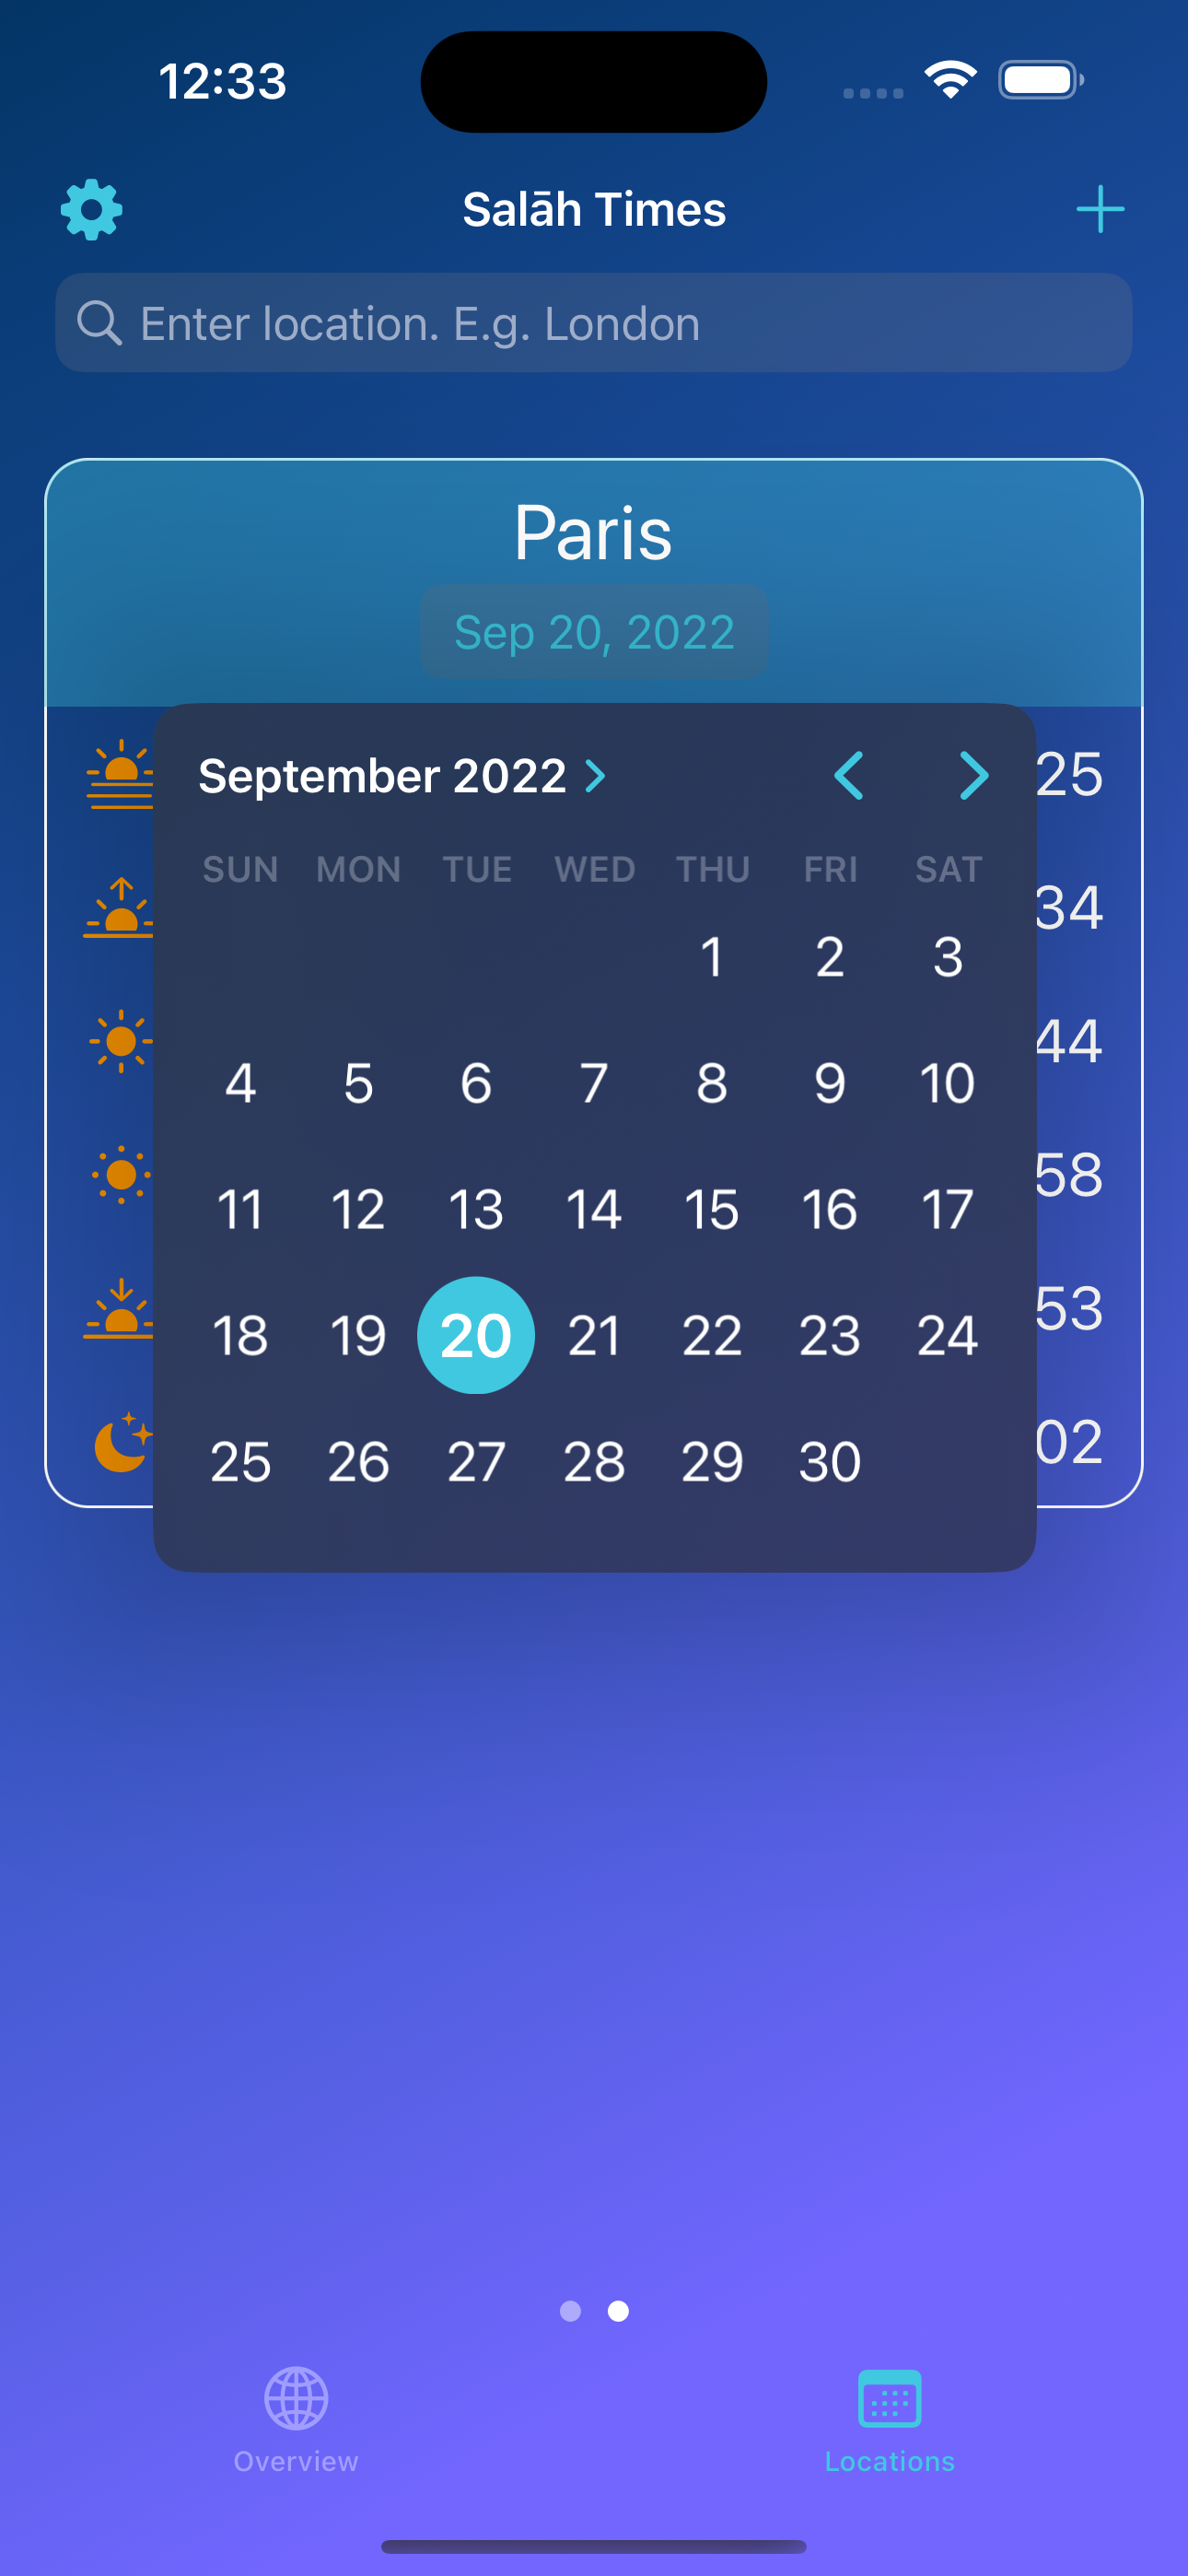 12:33
Salāh Times
Enter location. E.g. London
Paris
Sep 20, 2022
September 2022
SUN MON TUE WED THU FRI SAT
1 2 3
4 5 6 7 8 9 10
11 12 13 14 15 16 17
18 19 20 21 22 23 24
25 26 27 28 29 30
25
34
44
58
53
02
Overview
Locations